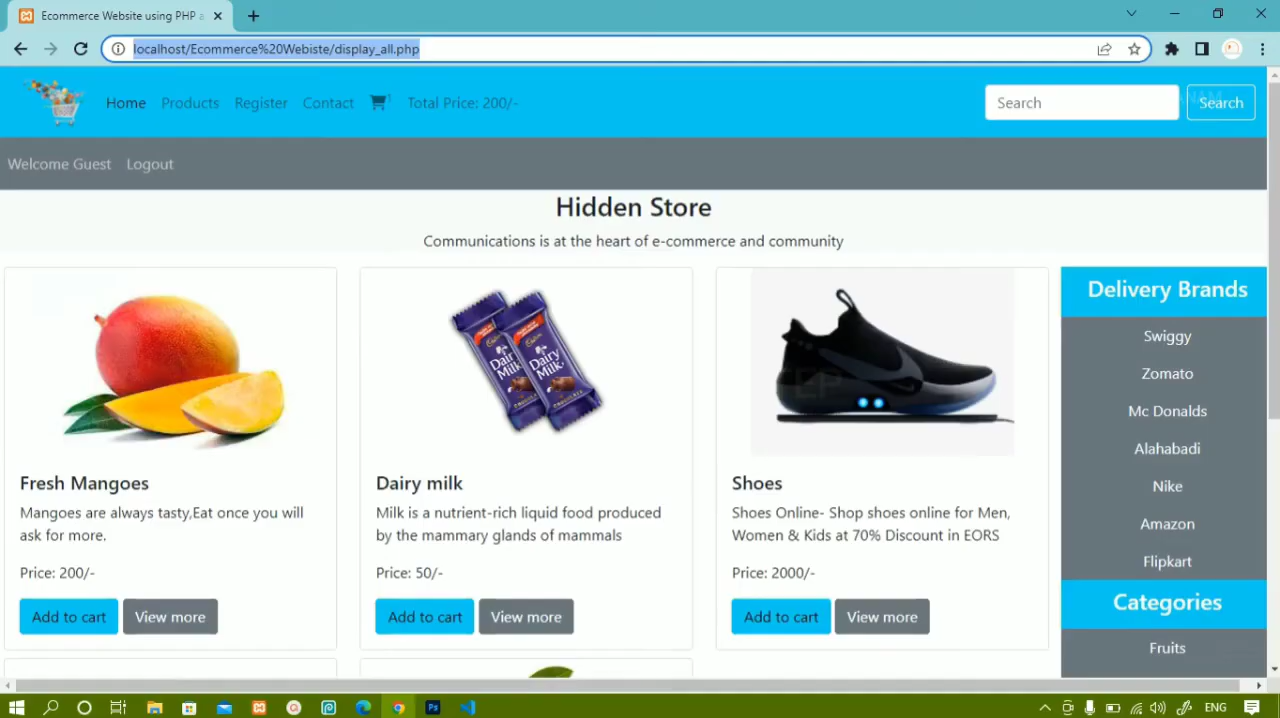 Ecommerce Website using PHP a
localhost/Ecommerce%20Webiste/display_all.php
Home Products Register Contact 1 Total Price: 200/-
Search Search
Welcome Guest Logout
Hidden Store
Communications is at the heart of e-commerce and community
Delivery Brands
Swiggy
Zomato
Mc Donalds
Alahabadi
Nike
Amazon
Flipkart
Categories
Fruits
Dairy Milk
Dairy Milk
Fresh Mangoes
Mangoes are always tasty,Eat once you will
ask for more.
Price: 200/-
Add to cart View more
Dairy milk
Milk is a nutrient-rich liquid food produced
by the mammary glands of mammals
Price: 50/-
Add to cart View more
Shoes
Shoes Online- Shop shoes online for Men,
Women & Kids at 70% Discount in EORS
Price: 2000/-
Add to cart View more
ENG